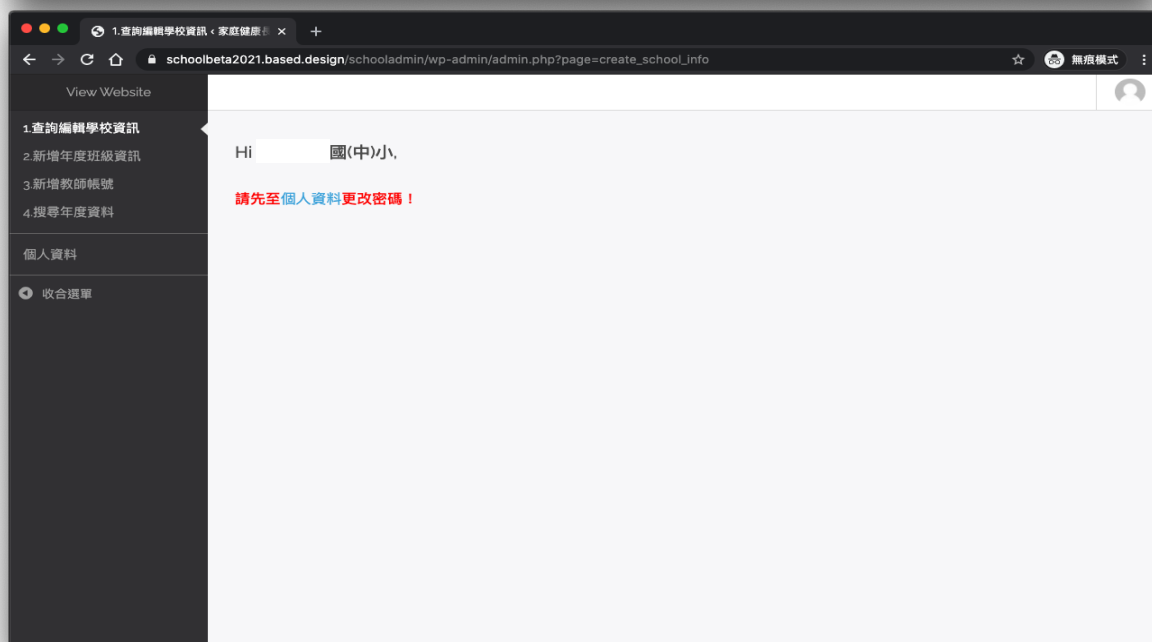 1.查詢編輯學校資訊 ‹ 家庭健康
schoolbeta2021.based.design/schooladmin/wp-admin/admin.php?page=create_school_info
無痕模式
View Website
1.查詢編輯學校資訊
2.新增年度班級資訊
3.新增教師帳號
4.搜尋年度資料
個人資料
收合選單
Hi 國(中)小,
請先至個人資料更改密碼！